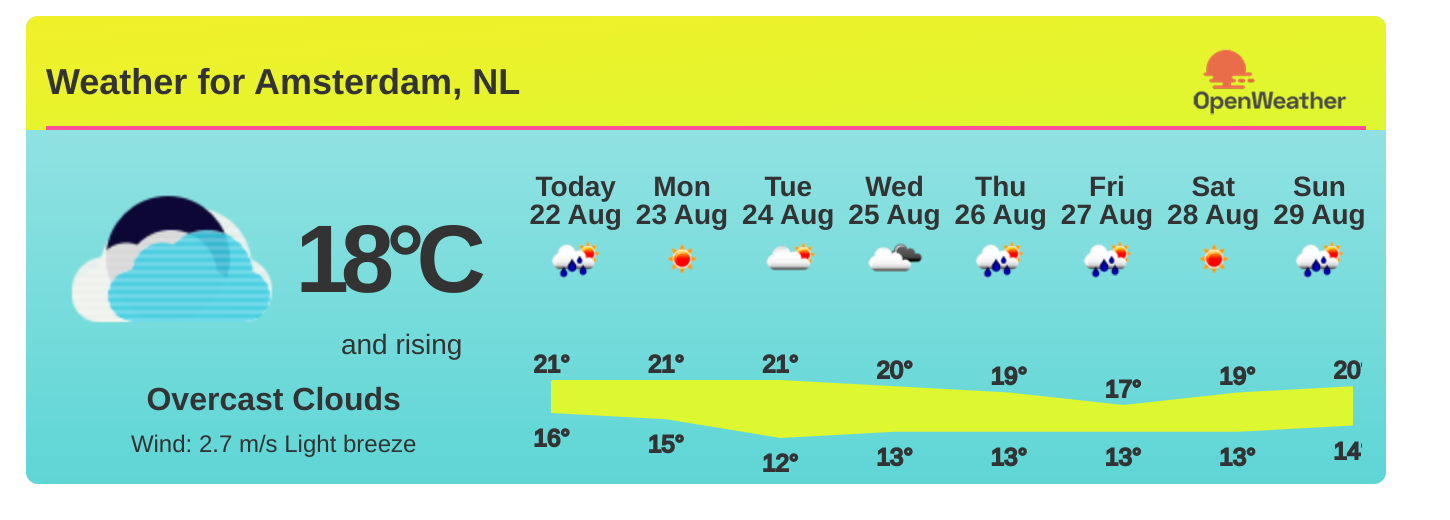 Weather for Amsterdam, NL
OpenWeather
Today Mon Tue Wed Thu Fri Sat Sun
22 Aug 23 Aug 24 Aug 25 Aug 26 Aug 27 Aug 28 Aug 29 Aug
18°C
and rising
Overcast Clouds
Wind: 2.7 m/s Light breeze
21° 21° 21° 20° 19° 17° 19° 20°
16° 15° 12° 13° 13° 13° 13° 14